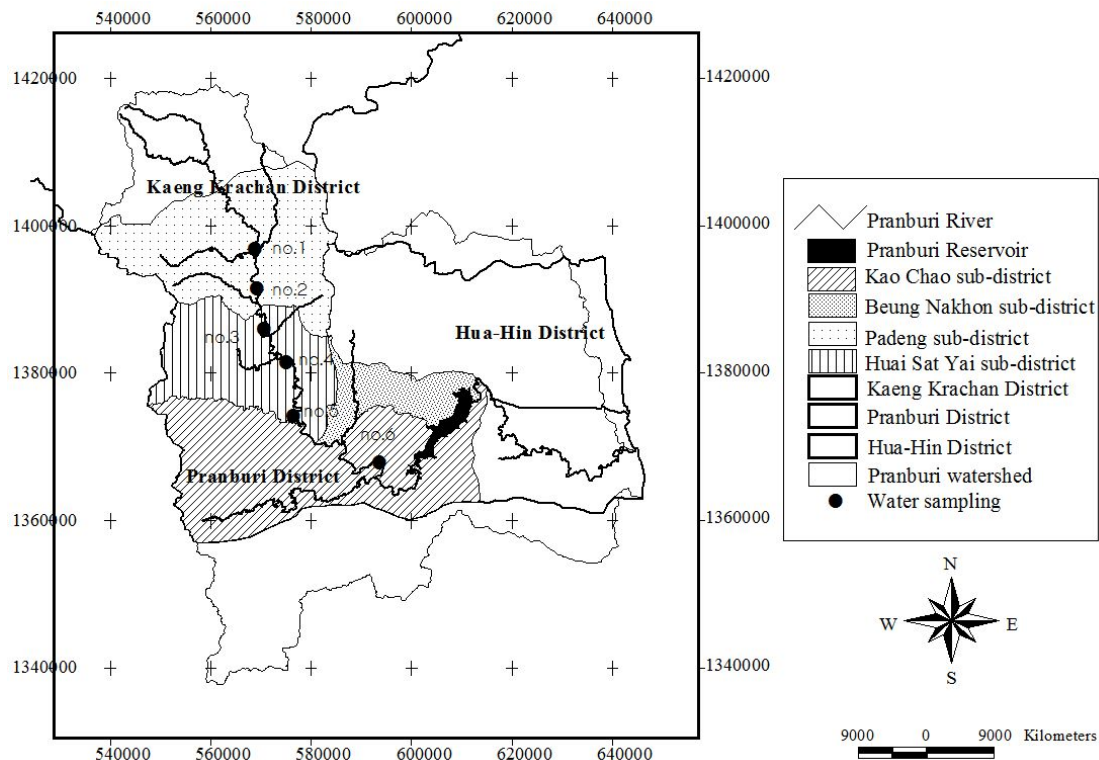 540000 560000 580000 600000 620000 640000
1420000 1420000
Kaeng Krachan District
1400000 1400000
no.1
no.2
no.3
Hua-Hin District
no.4
1380000 1380000
no.5
no.6
Pranburi District
1360000 1360000
1340000 1340000
540000 560000 580000 600000 620000 640000
Pranburi River
Pranburi Reservoir
Kao Chao sub-district
Beung Nakhon sub-district
Padeng sub-district
Huai Sat Yai sub-district
Kaeng Krachan District
Pranburi District
Hua-Hin District
Pranburi watershed
Water sampling
N
W E
S
9000 0 9000 Kilometers